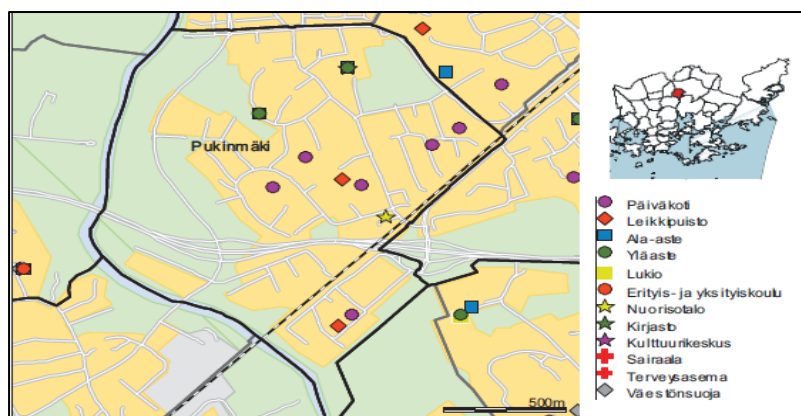 Pukinmäki
500m
Päiväkoti
Leikkipuisto
Ala-aste
Yläaste
Lukio
Erityis- ja yksityiskoulu
Nuorisotalo
Kirjasto
Kulttuurikeskus
Sairaala
Terveysasema
Väestönsuoja